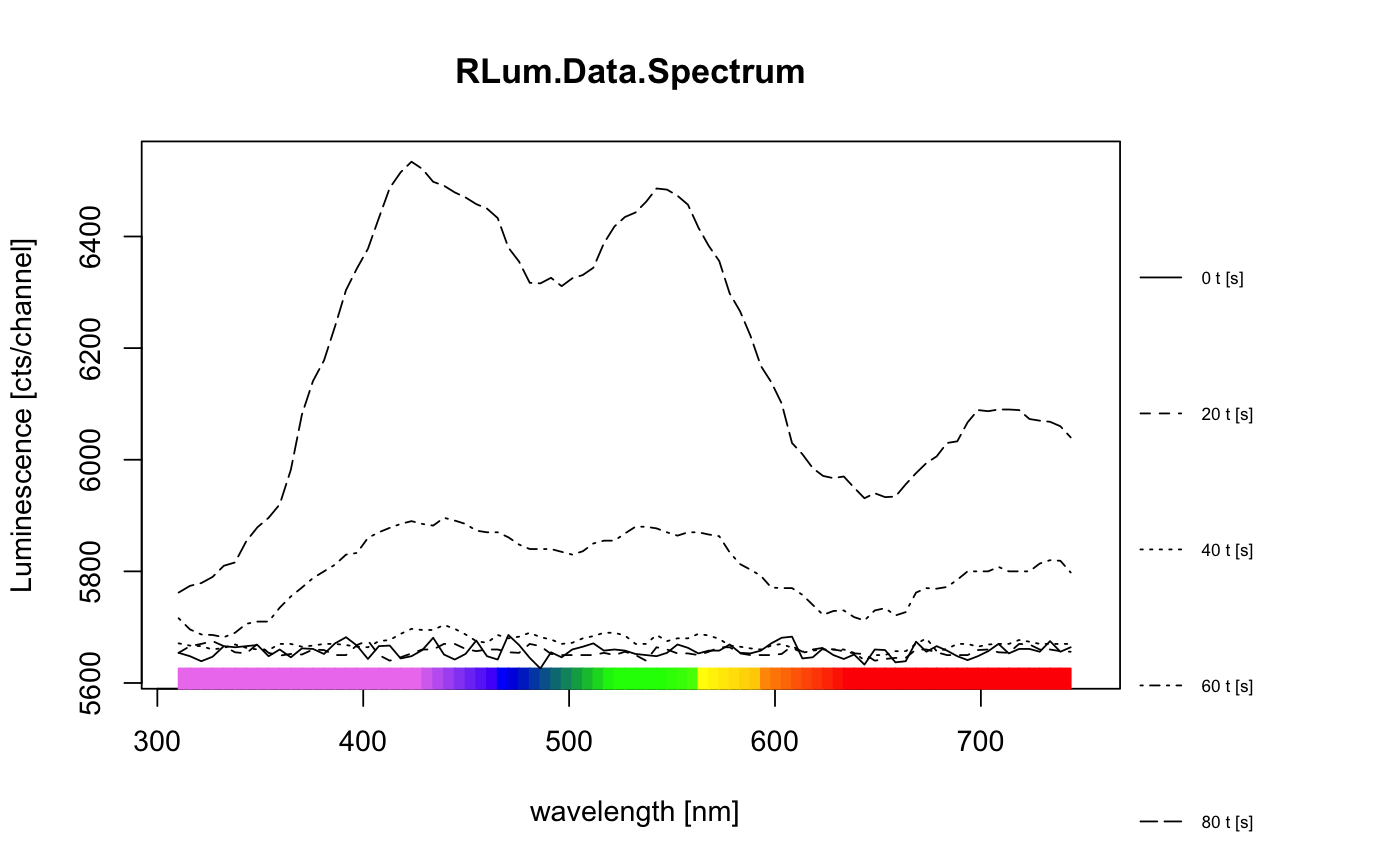 RLum.Data.Spectrum
Luminescence [cts/channel]
6400
6200
6000
5800
5600
300 400 500 600 700
wavelength [nm]
0 t [s]
20 t [s]
40 t [s]
60 t [s]
80 t [s]